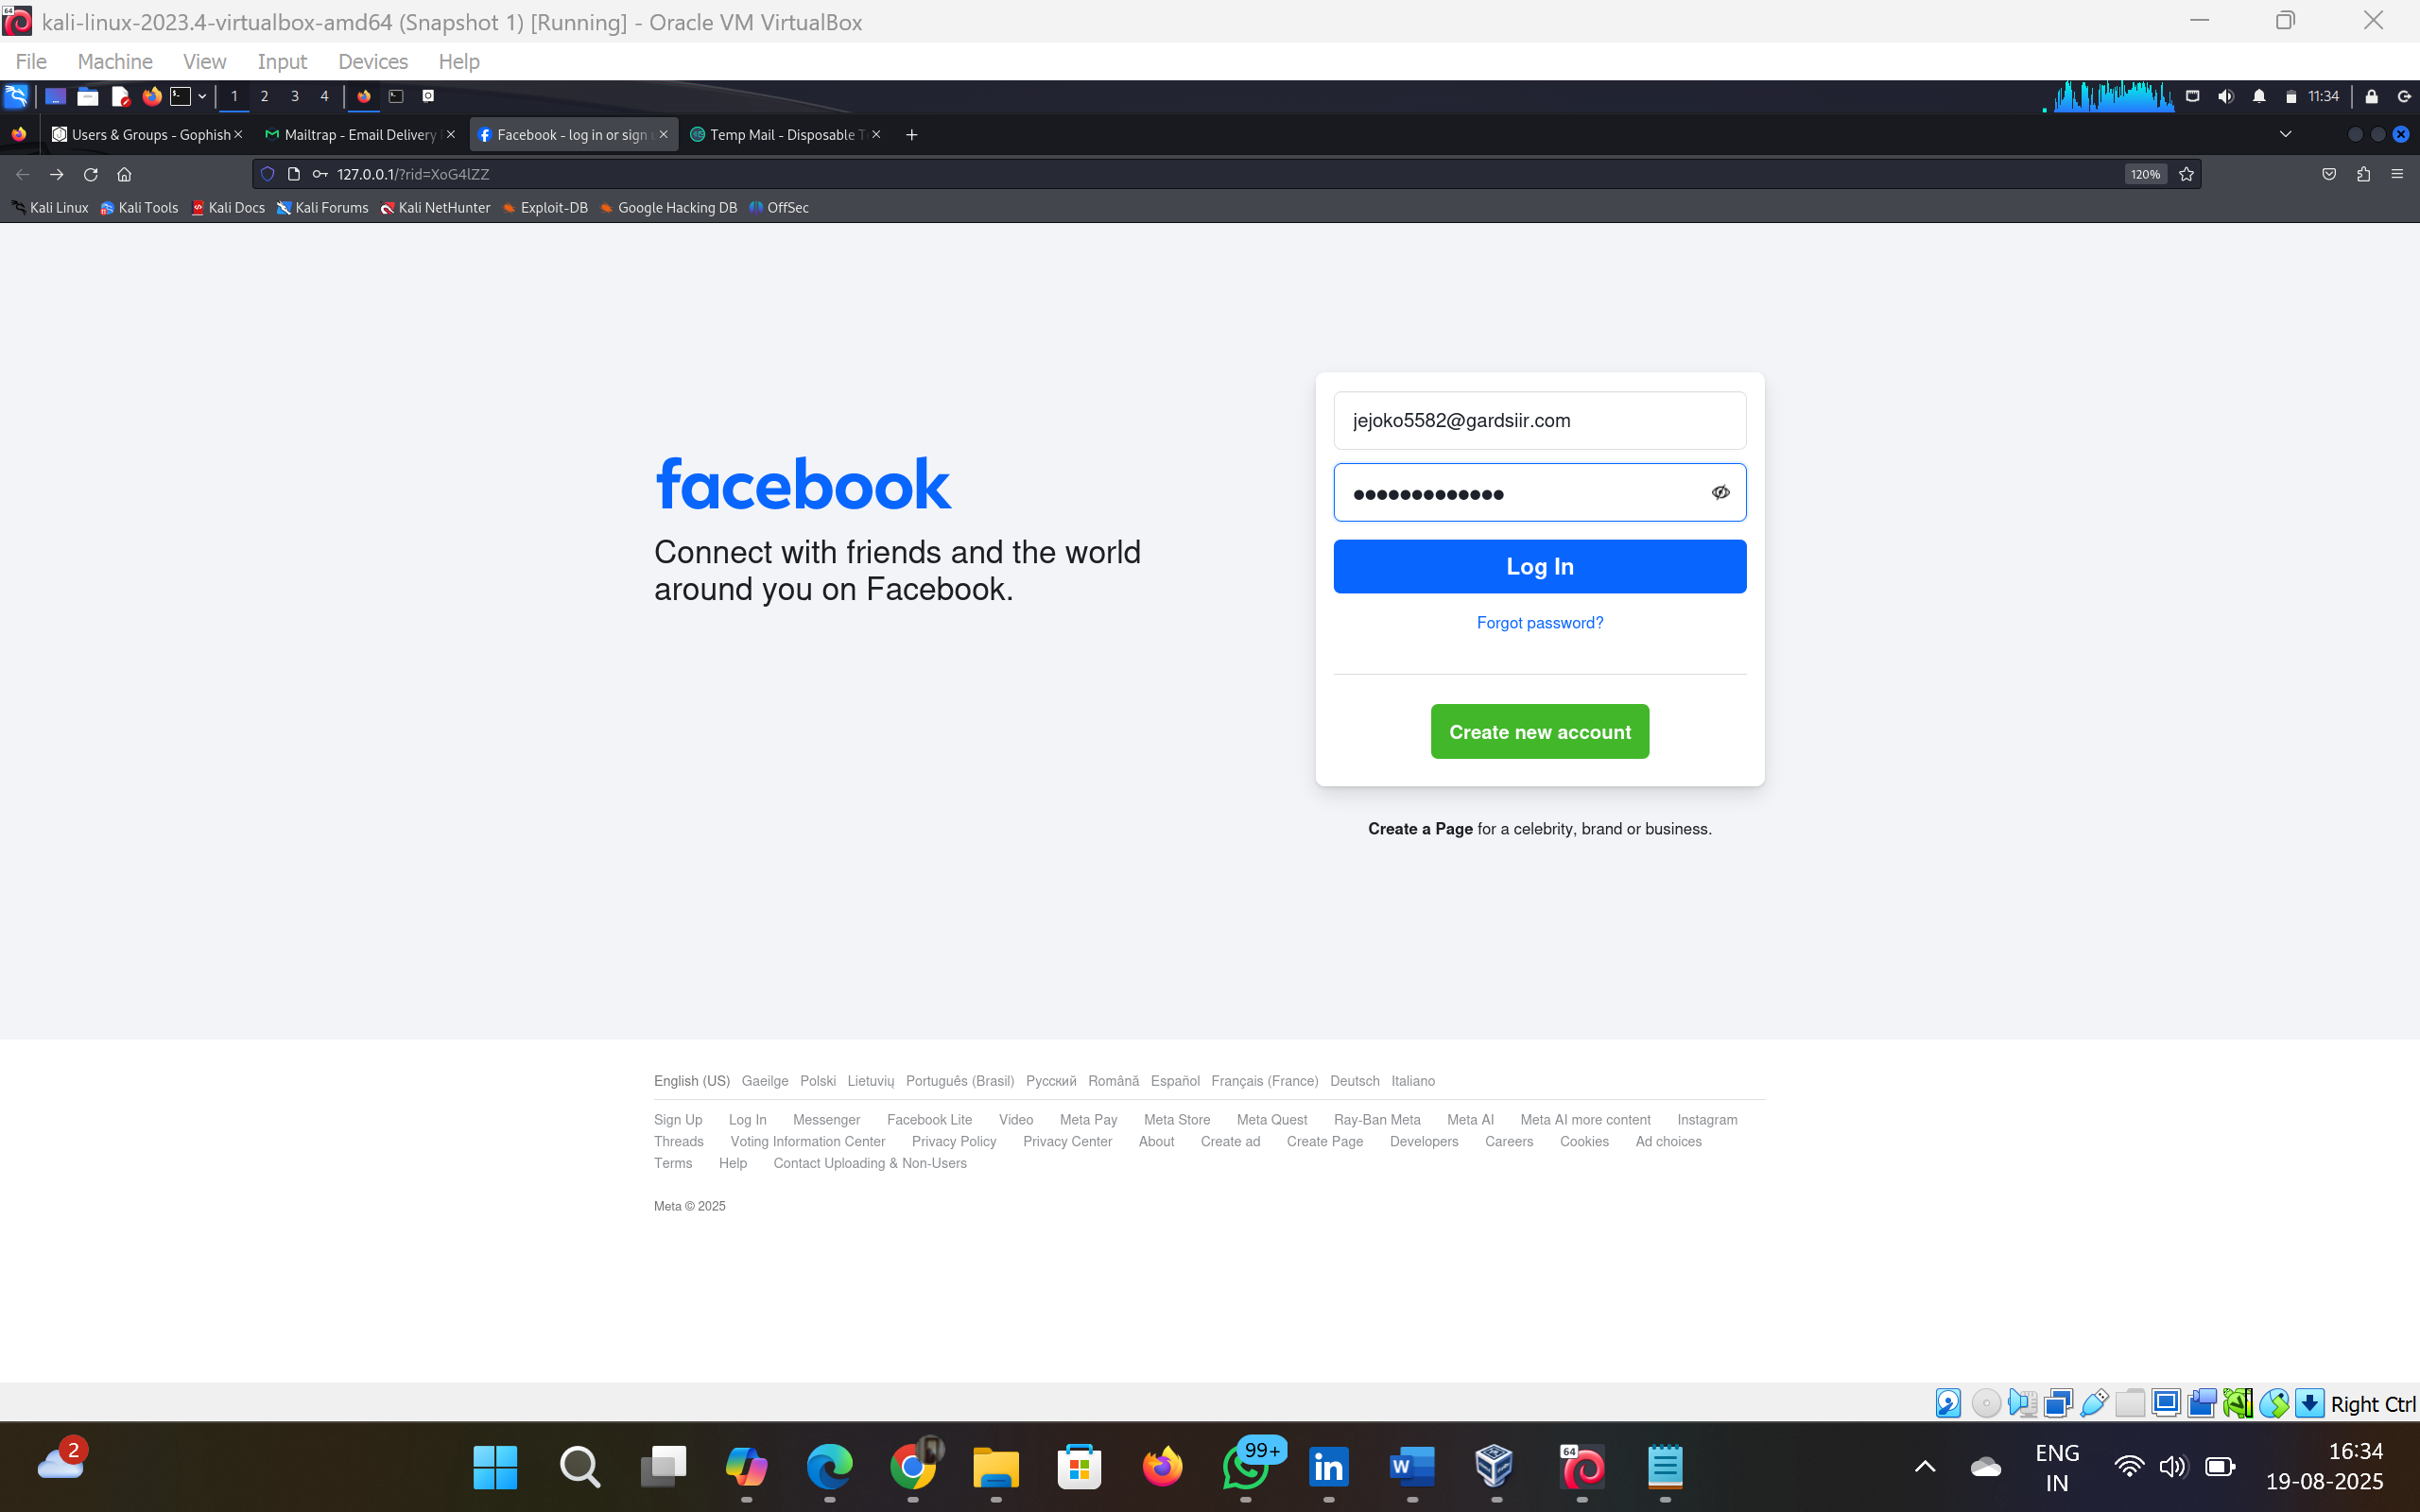 kali-linux-2023.4-virtualbox-amd64 (Snapshot 1) [Running] - Oracle VM VirtualBox
File Machine View Input Devices Help
1 2 3 4 11:34
Users & Groups - Gophish Mailtrap - Email Delivery Facebook - log in or sign Temp Mail - Disposable
127.0.0.1/?rid=XoG4lZZ 120%
Kali Linux Kali Tools Kali Docs Kali Forums Kali NetHunter Exploit-DB Google Hacking DB OffSec
jejoko5582@gardsiir.com
facebook
Connect with friends and the world
around you on Facebook.
Log In
Forgot password?
Create new account
Create a Page for a celebrity, brand or business.
English (US) Gaeilge Polski Lietuvių Português (Brasil) Русский Română Español Français (France) Deutsch Italiano
Sign Up Log In Messenger Facebook Lite Video Meta Pay Meta Store Meta Quest Ray-Ban Meta Meta AI Meta AI more content Instagram
Threads Voting Information Center Privacy Policy Privacy Center About Create ad Create Page Developers Careers Cookies Ad choices
Terms Help Contact Uploading & Non-Users
Meta © 2025
Right Ctrl
2
99+
64
ENG
IN
16:34
19-08-2025